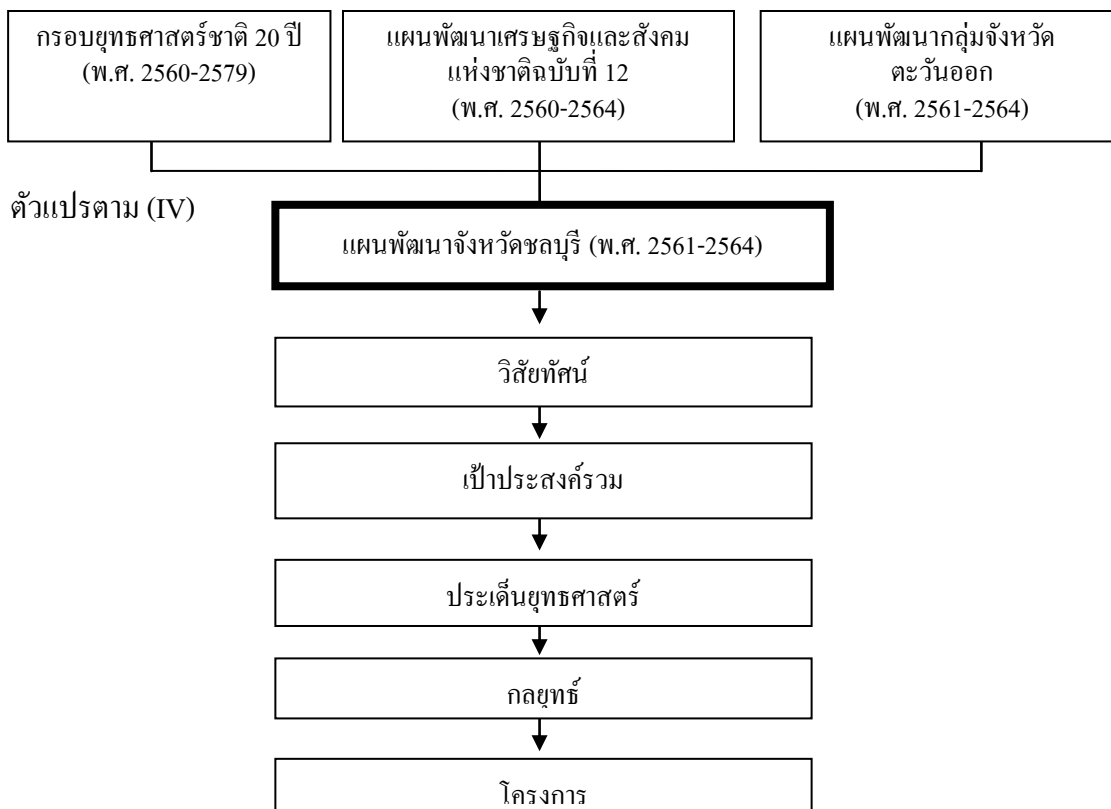 กรอบยุทธศาสตร์ชาติ 20 ปี
(พ.ศ. 2560-2579)
แผนพัฒนาเศรษฐกิจและสังคม
แห่งชาติฉบับที่ 12
(พ.ศ. 2560-2564)
แผนพัฒนากลุ่มจังหวัด
ตะวันออก
(พ.ศ. 2561-2564)
ตัวแปรตาม (IV)
แผนพัฒนาจังหวัดชลบุรี (พ.ศ. 2561-2564)
วิสัยทัศน์
เป้าประสงค์รวม
ประเด็นยุทธศาสตร์
กลยุทธ์
โครงการ